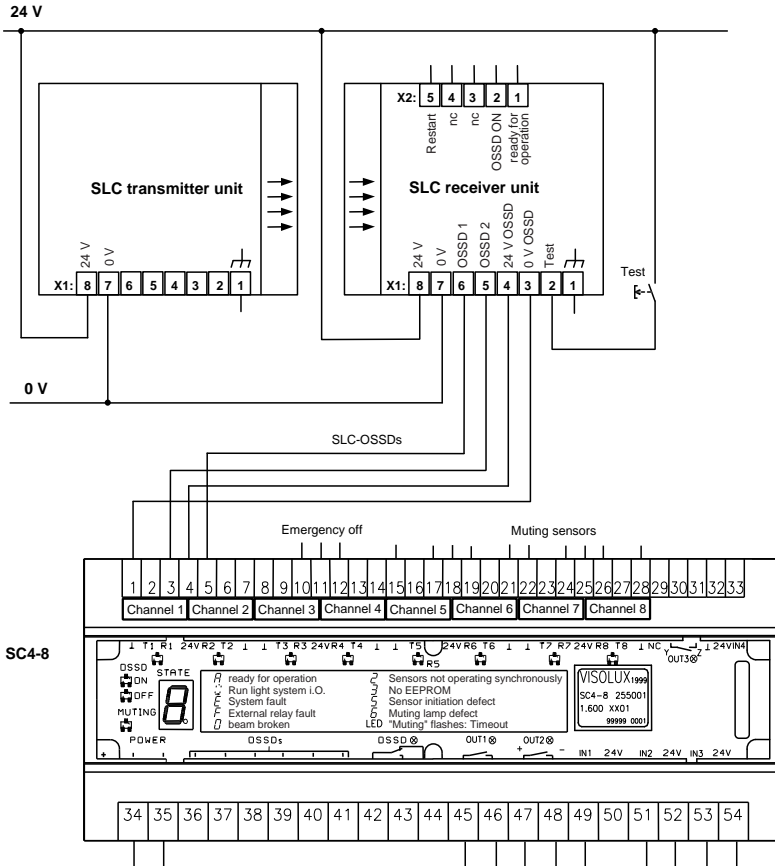 24 V
X2: 5 4 3 2 1
Restart
nc
nc
OSSD ON
ready for operation
SLC transmitter unit
SLC receiver unit
24 V
0 V
X1: 8 7 6 5 4 3 2 1
24 V
0 V
OSSD 1
OSSD 2
24 V OSSD
0 V OSSD
Test
X1: 8 7 6 5 4 3 2 1
Test
0 V
SLC-OSSDs
Emergency off
Muting sensors
1 2 3 4 5 6 7 8 9 10 11 12 13 14 15 16 17 18 19 20 21 22 23 24 25 26 27 28 29 30 31 32 33
Channel 1 Channel 2 Channel 3 Channel 4 Channel 5 Channel 6 Channel 7 Channel 8
SC4-8
⊥ T1 R1 24V R2 T2 ⊥ ⊥ T3 R3 24V R4 T4 ⊥ ⊥ T5 24V R6 T6 ⊥ ⊥ T7 R7 24V R8 T8 ⊥ NC Y Z ⊥ 24V IN4
OUT3⊗
R5
OSSD
ON
OFF
MUTING
STATE
8.
A ready for operation
Run light system i.O.
E System fault
F External relay fault
0 beam broken
2 Sensors not operating synchronously
3 No EEPROM
5 Sensor initiation defect
6 Muting lamp defect
LED "Muting" flashes: Timeout
VISOLUX 1999
SC4-8 255001
1.600 XX01
99999 0001
POWER
+ -
OSSDs
OSSD⊗
OUT1⊗
OUT2⊗
+ -
IN1 24V IN2 24V IN3 24V
34 35 36 37 38 39 40 41 42 43 44 45 46 47 48 49 50 51 52 53 54